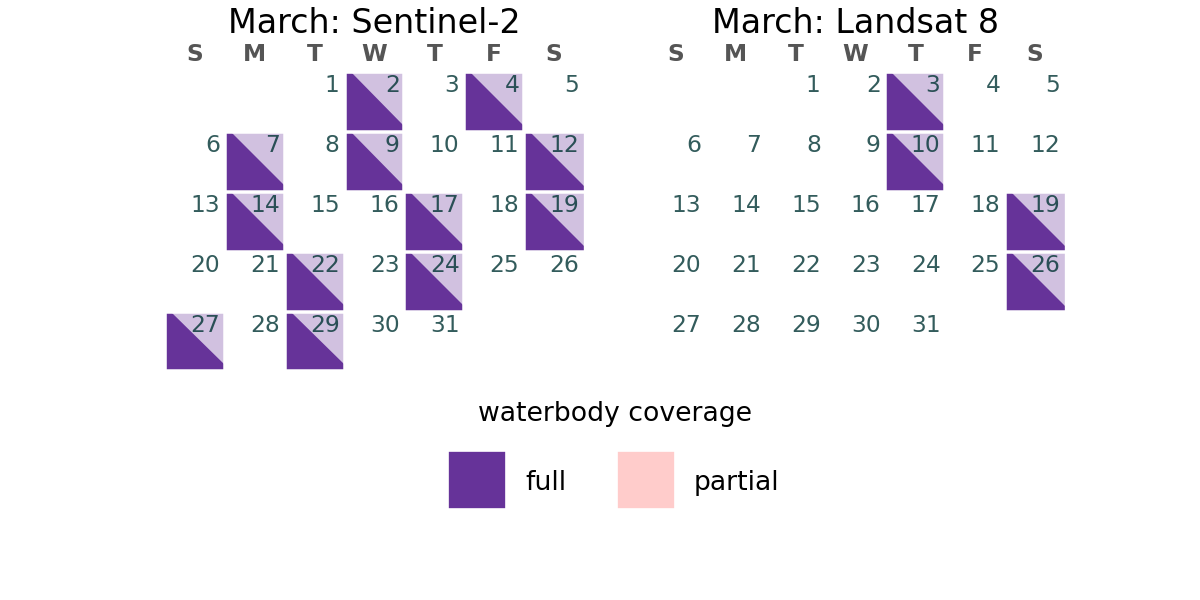 March: Sentinel-2
S M T W T F S
1 2 3 4 5
6 7 8 9 10 11 12
13 14 15 16 17 18 19
20 21 22 23 24 25 26
27 28 29 30 31
March: Landsat 8
S M T W T F S
1 2 3 4 5
6 7 8 9 10 11 12
13 14 15 16 17 18 19
20 21 22 23 24 25 26
27 28 29 30 31
waterbody coverage
full partial